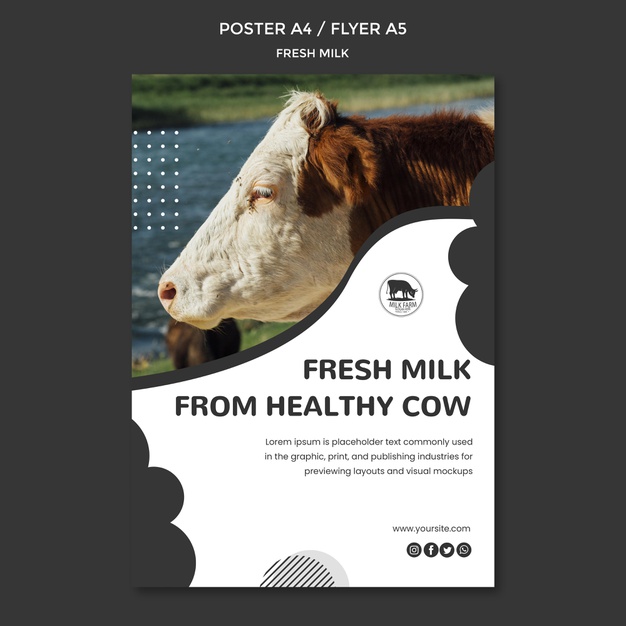 POSTER A4 / FLYER A5
FRESH MILK
MILK FARM
FRESH MILK
FROM HEALTHY COW
Lorem ipsum is placeholder text commonly used
in the graphic, print, and publishing industries for
previewing layouts and visual mockups
www.yoursite.com